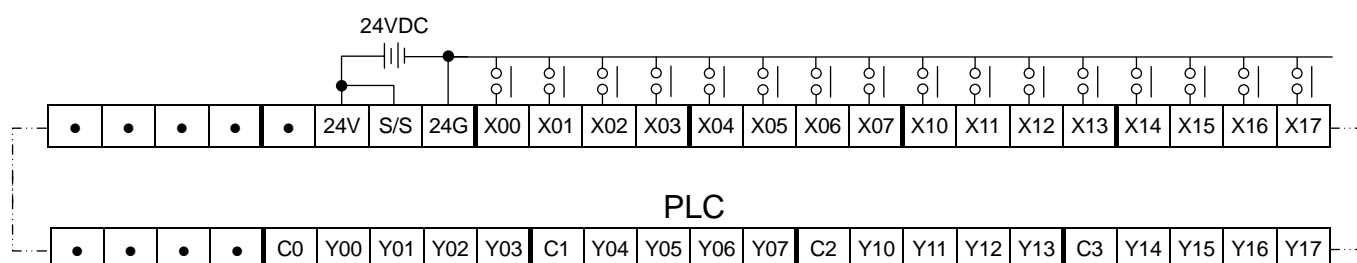 24VDC
24V S/S 24G X00 X01 X02 X03 X04 X05 X06 X07 X10 X11 X12 X13 X14 X15 X16 X17
PLC
C0 Y00 Y01 Y02 Y03 C1 Y04 Y05 Y06 Y07 C2 Y10 Y11 Y12 Y13 C3 Y14 Y15 Y16 Y17